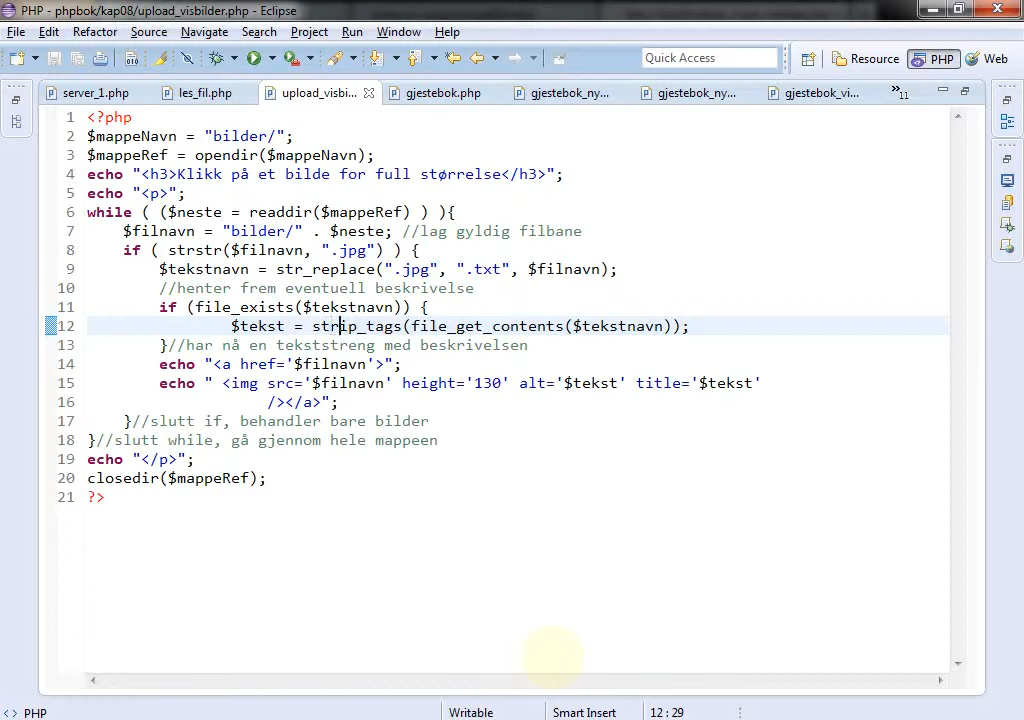 PHP - phpbok/kap08/upload_visbilder.php - Eclipse
File Edit Refactor Source Navigate Search Project Run Window Help
Quick Access Resource PHP Web
server_1.php les_fil.php upload_visbi... gjestebok.php gjestebok_ny... gjestebok_ny... gjestebok_vi... »11
1 <?php
2 $mappeNavn = "bilder/";
3 $mappeRef = opendir($mappeNavn);
4 echo "<h3>Klikk på et bilde for full størrelse</h3>";
5 echo "<p>";
6 while ( ($neste = readdir($mappeRef) ) ){
7 $filnavn = "bilder/" . $neste; //lag gyldig filbane
8 if ( strstr($filnavn, ".jpg") ) {
9 $tekstnavn = str_replace(".jpg", ".txt", $filnavn);
10 //henter frem eventuell beskrivelse
11 if (file_exists($tekstnavn)) {
12 $tekst = strip_tags(file_get_contents($tekstnavn));
13 }//har nå en tekststreng med beskrivelsen
14 echo "<a href='$filnavn'>";
15 echo " <img src='$filnavn' height='130' alt='$tekst' title='$tekst'
16 /></a>";
17 }//slutt if, behandler bare bilder
18 }//slutt while, gå gjennom hele mappeen
19 echo "</p>";
20 closedir($mappeRef);
21 ?>
<> PHP Writable Smart Insert 12 : 29